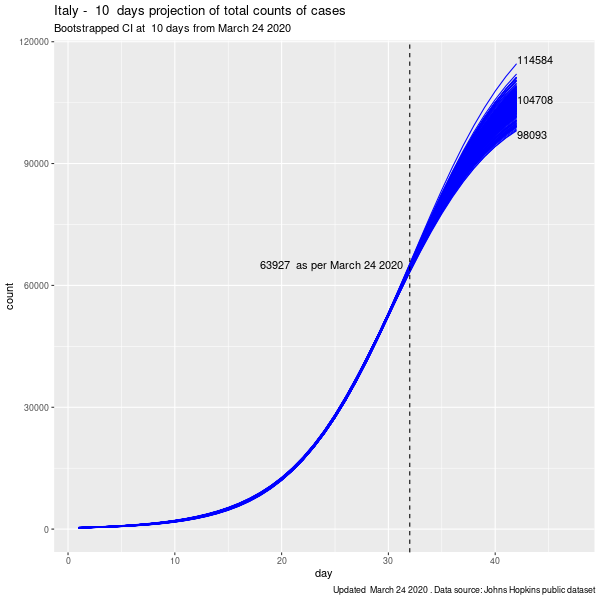 Italy -  10  days projection of total counts of cases
Bootstrapped CI at  10 days from March 24 2020
120000
114584
104708
98093
90000
63927  as per March 24 2020
60000
count
30000
0
0 10 20 30 40
day
Updated  March 24 2020 . Data source: Johns Hopkins public dataset